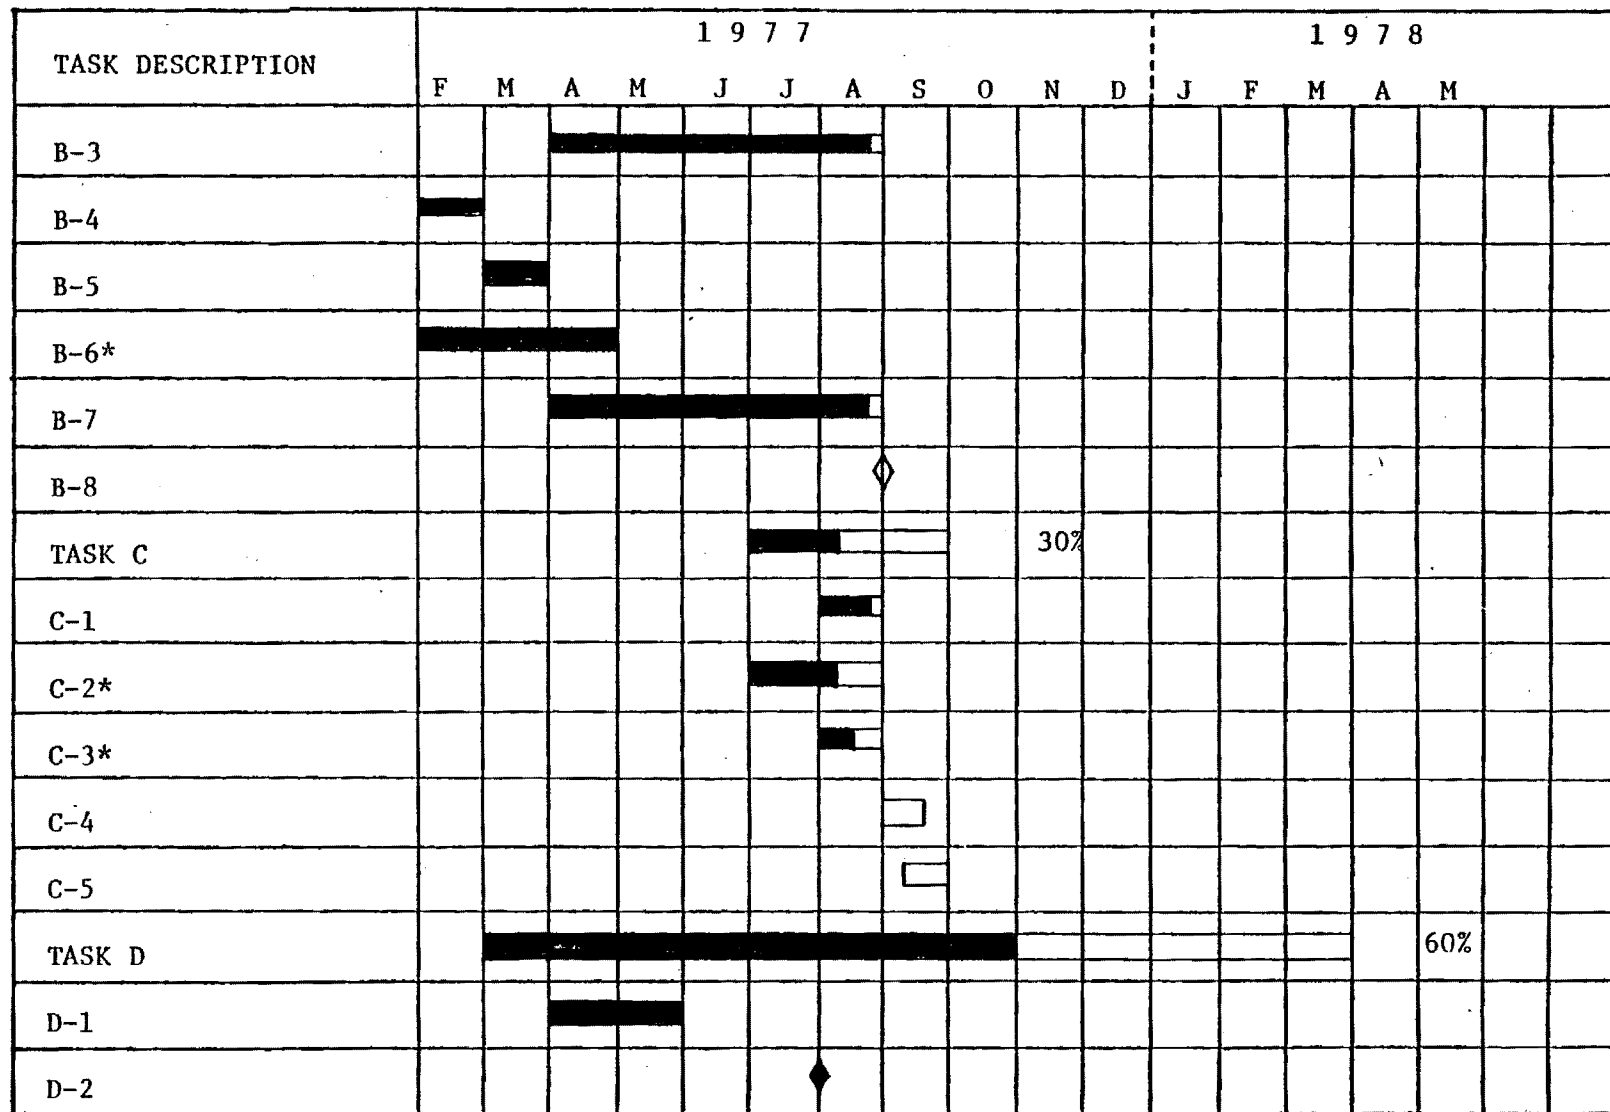 1 9 7 7 1 9 7 8
TASK DESCRIPTION
F M A M J J A S O N D J F M A M
B-3
B-4
B-5
B-6*
B-7
B-8
TASK C 30%
C-1
C-2*
C-3*
C-4
C-5
TASK D 60%
D-1
D-2